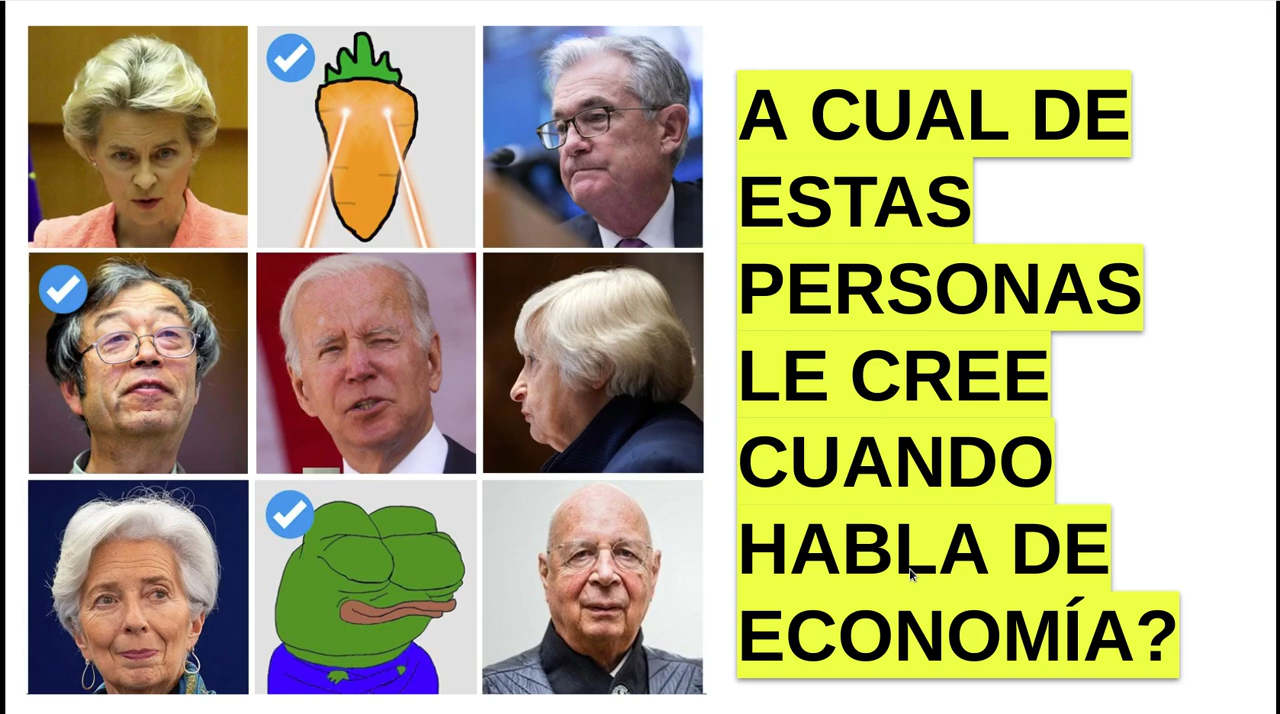 A CUAL DE
ESTAS
PERSONAS
LE CREE
CUANDO
HABLA DE
ECONOMÍA?